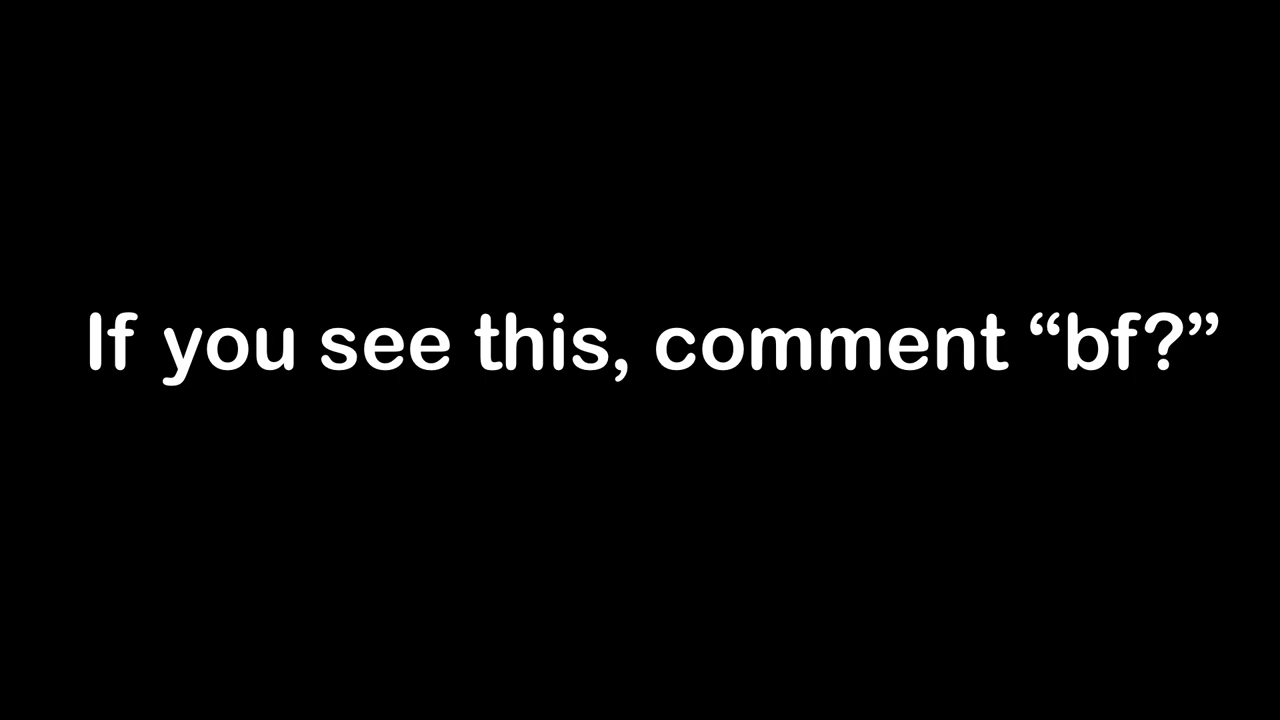 If you see this, comment “bf?”